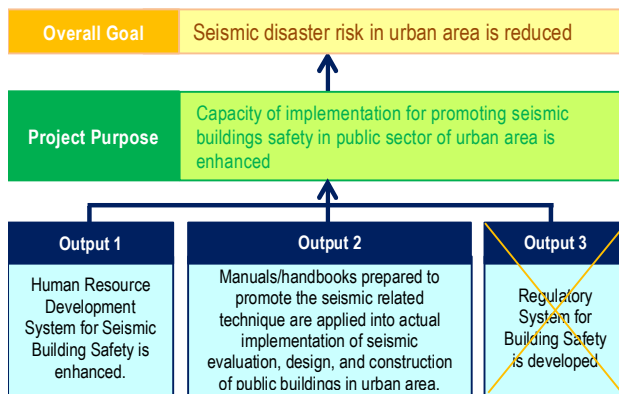 Overall Goal
Seismic disaster risk in urban area is reduced
Project Purpose
Capacity of implementation for promoting seismic
buildings safety in public sector of urban area is
enhanced
Output 1
Human Resource
Development
System for Seismic
Building Safety is
enhanced.
Output 2
Manuals/handbooks prepared to
promote the seismic related
technique are applied into actual
implementation of seismic
evaluation, design, and construction
of public buildings in urban area.
Output 3
Regulatory
System for
Building Safety
is developed